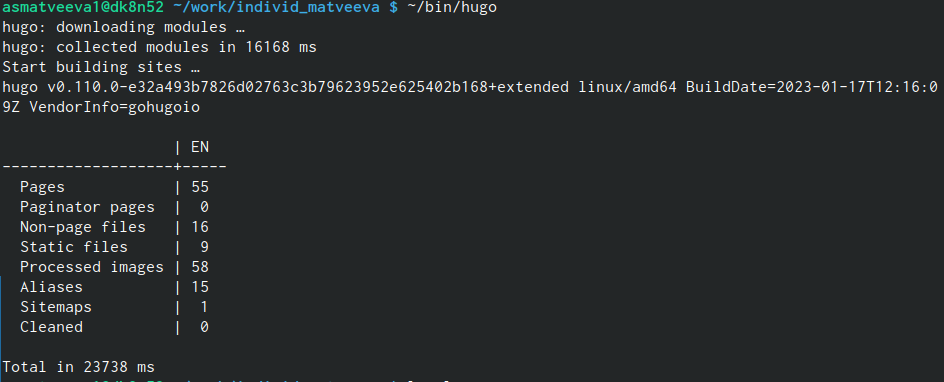 asmatveeva1@dk8n52 ~/work/individ_matveeva $ ~/bin/hugo
hugo: downloading modules …
hugo: collected modules in 16168 ms
Start building sites …
hugo v0.110.0-e32a493b7826d02763c3b79623952e625402b168+extended linux/amd64 BuildDate=2023-01-17T12:16:0
9Z VendorInfo=gohugoio
                   | EN
-------------------+-----
  Pages            | 55
  Paginator pages  |  0
  Non-page files   | 16
  Static files     |  9
  Processed images | 58
  Aliases          | 15
  Sitemaps         |  1
  Cleaned          |  0
Total in 23738 ms